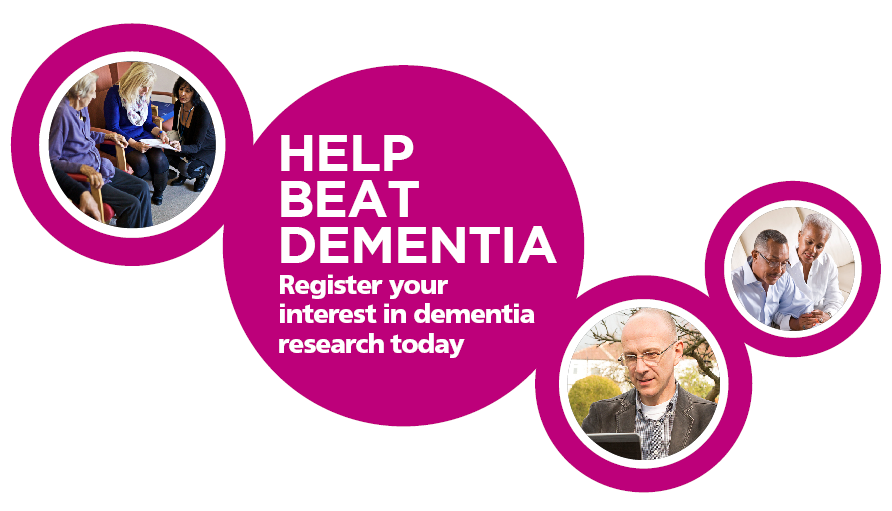 HELP
BEAT
DEMENTIA
Register your
interest in dementia
research today